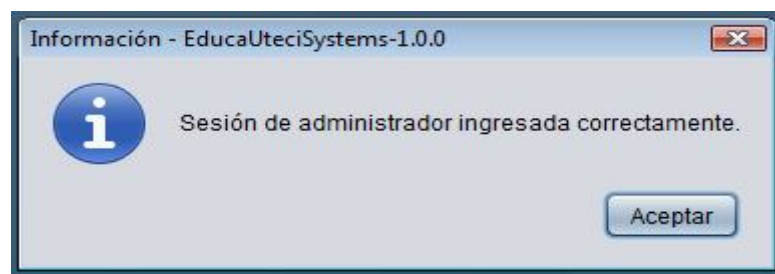 Información - EducaUteciSystems-1.0.0
Sesión de administrador ingresada correctamente.
Aceptar